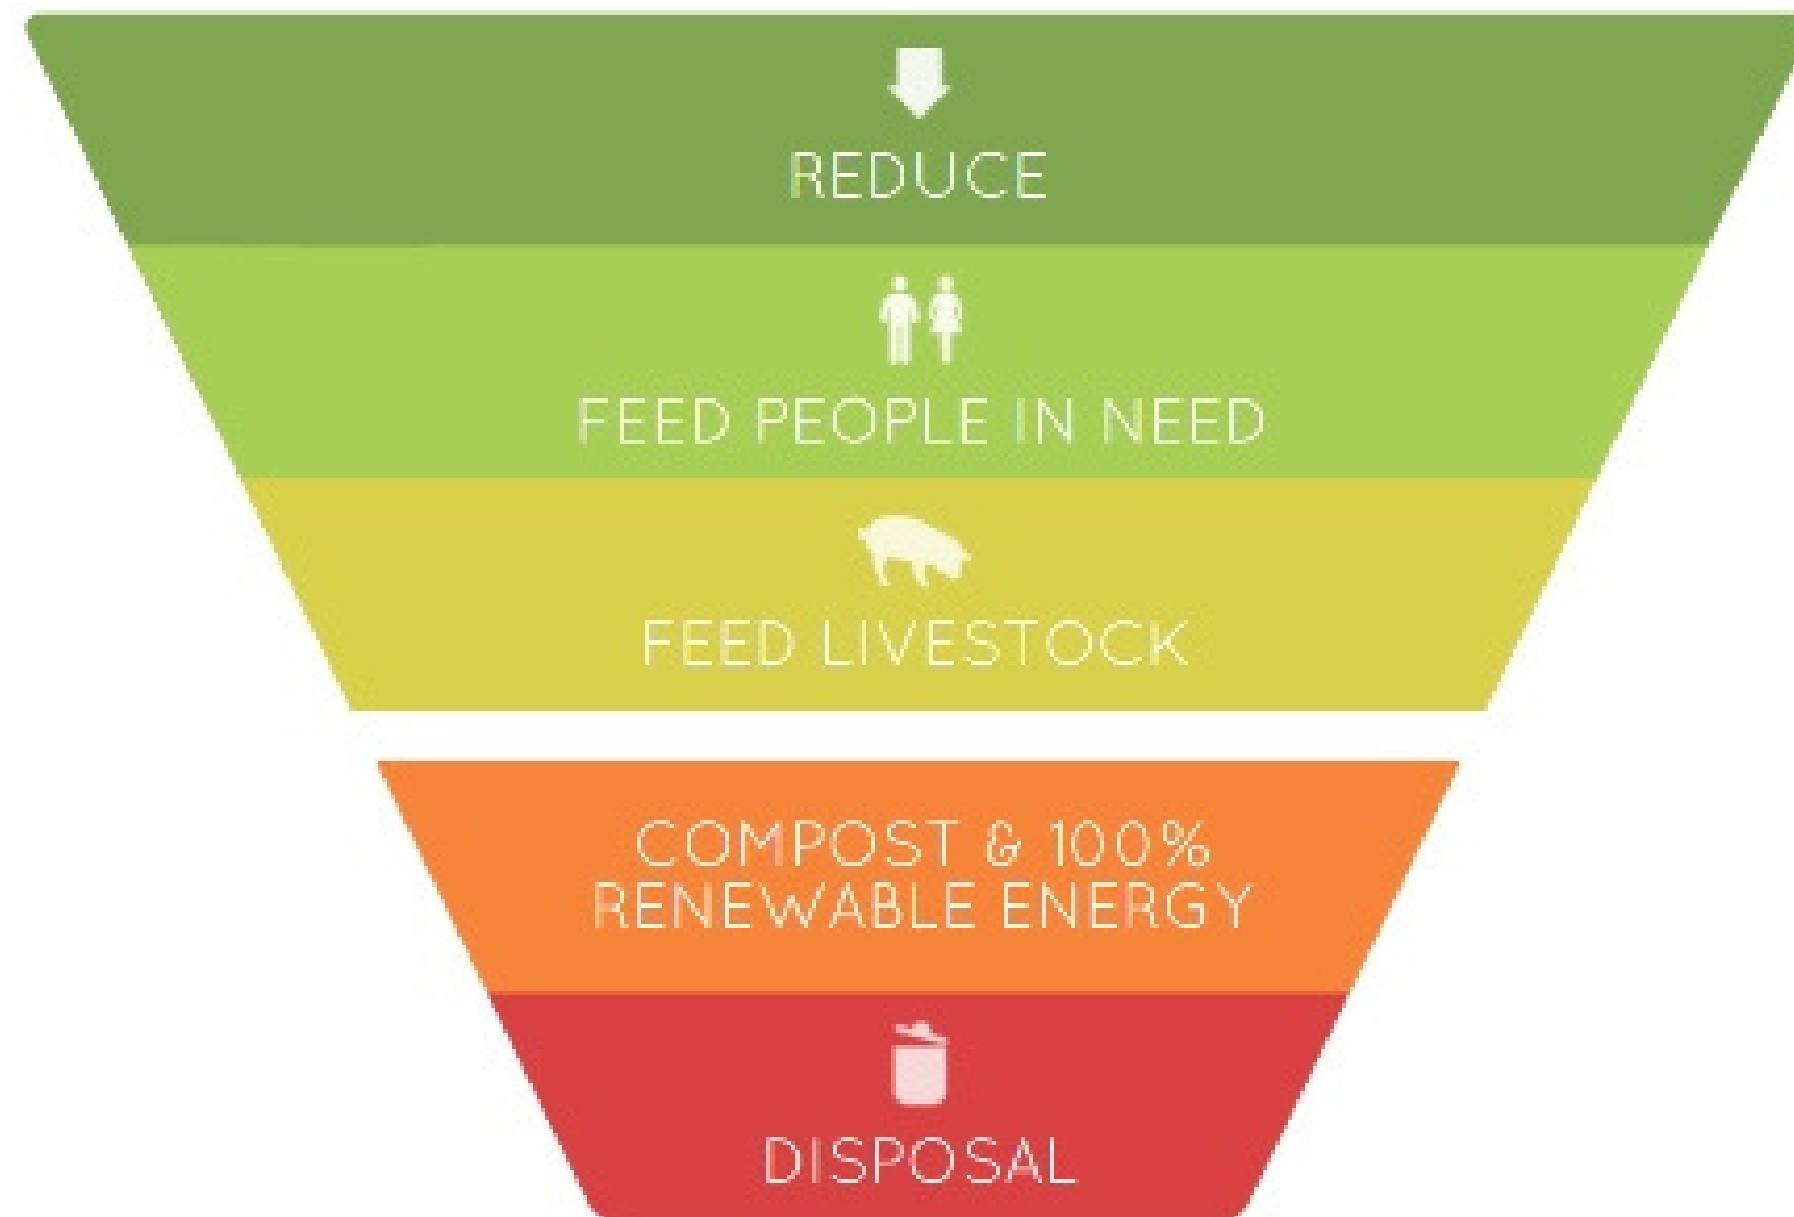 REDUCE
FEED PEOPLE IN NEED
FEED LIVESTOCK
COMPOST & 100%
RENEWABLE ENERGY
DISPOSAL